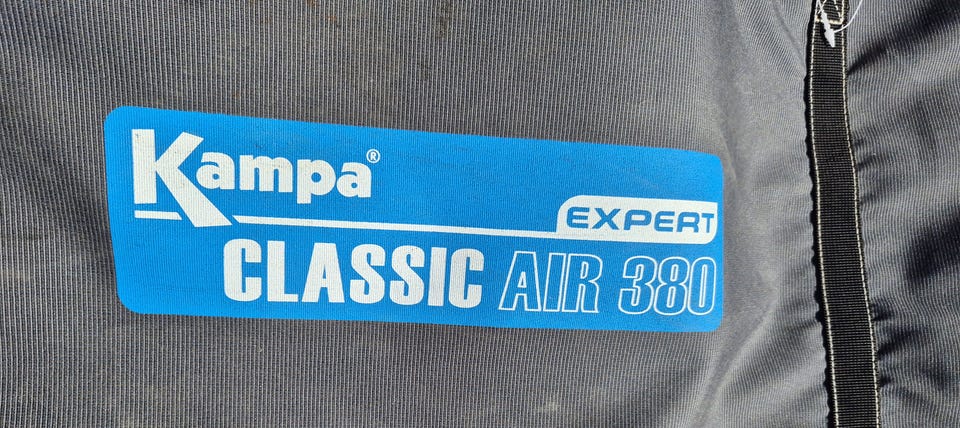 Kampa®
EXPERT
CLASSIC AIR 380